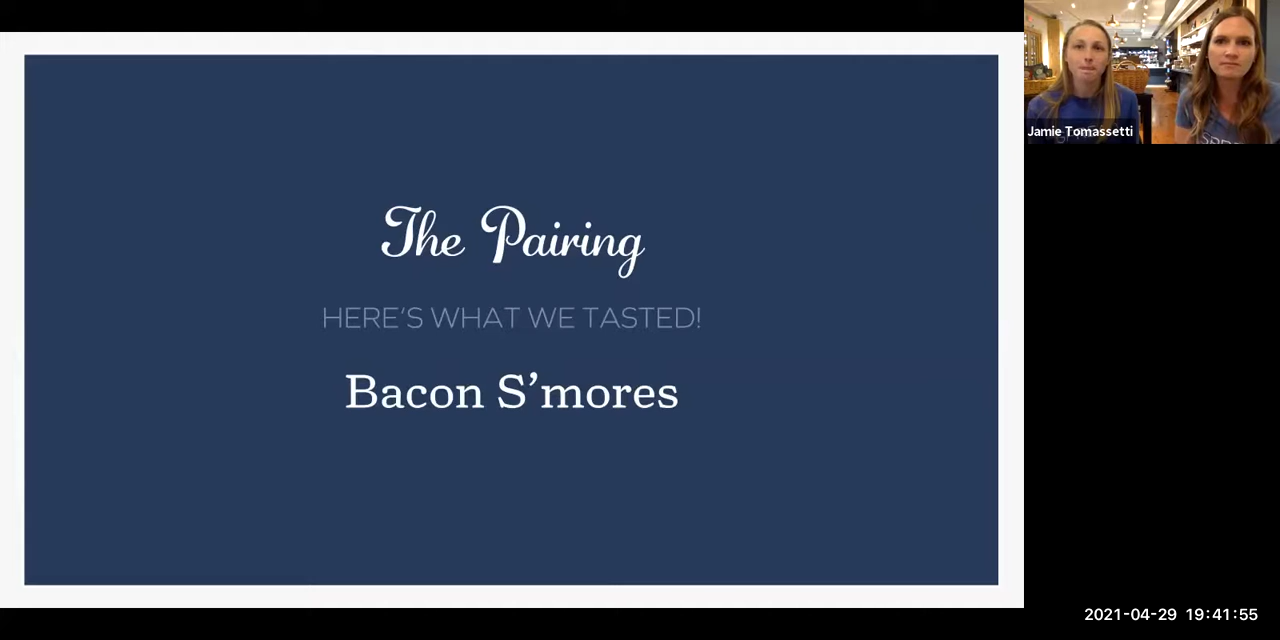 The Pairing
HERE'S WHAT WE TASTED!
Bacon S'mores
Jamie Tomassetti
2021-04-29 19:41:55